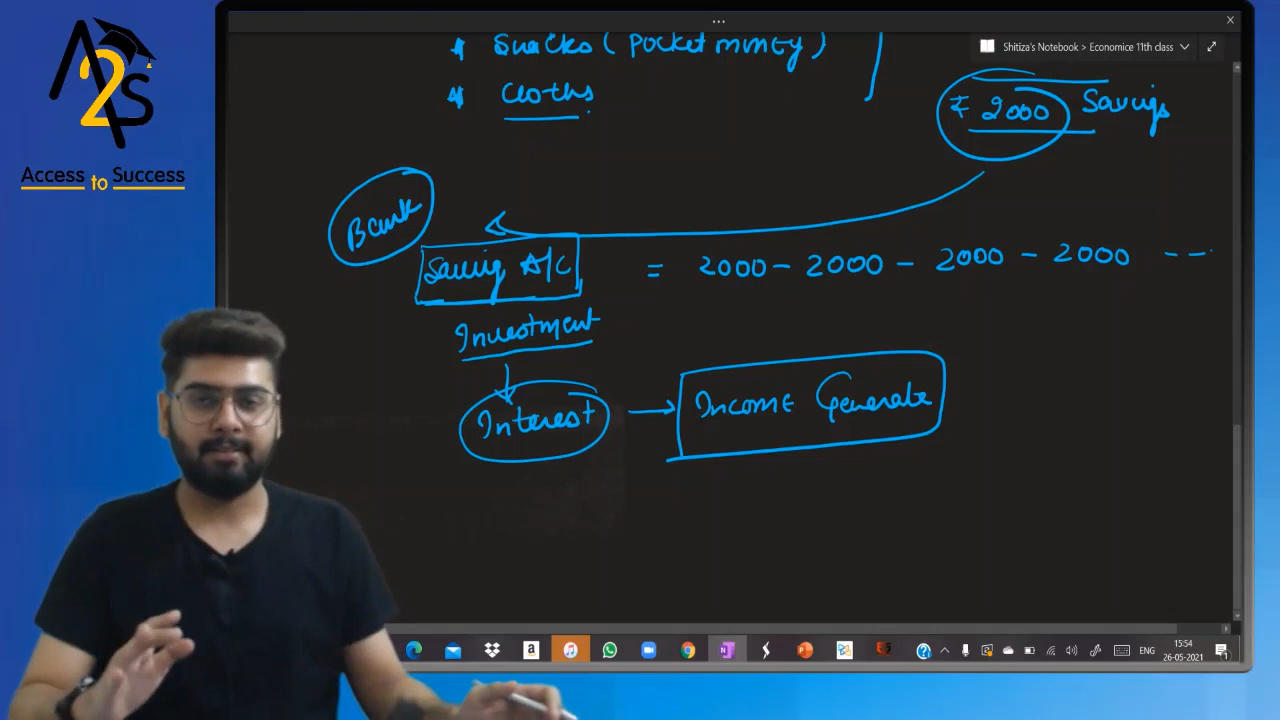 A2S
Access to Success
Shitiza's Notebook > Economice 11th class
* Snacks (Pocket money)
* Cloths
₹ 2000 Savings
Bank
Saving A/C = 2000 - 2000 - 2000 - 2000 ---
Investment
Interest → Income Generate
ENG
15:54
26-05-2021